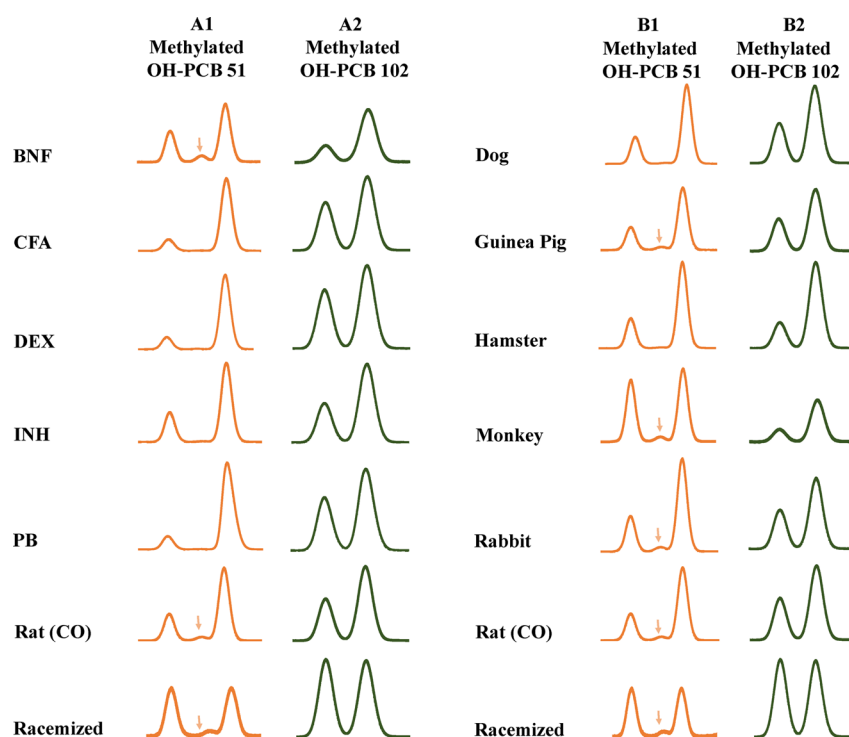 A1
Methylated
OH-PCB 51
A2
Methylated
OH-PCB 102
BNF
CFA
DEX
INH
PB
Rat (CO)
Racemized
B1
Methylated
OH-PCB 51
B2
Methylated
OH-PCB 102
Dog
Guinea Pig
Hamster
Monkey
Rabbit
Rat (CO)
Racemized